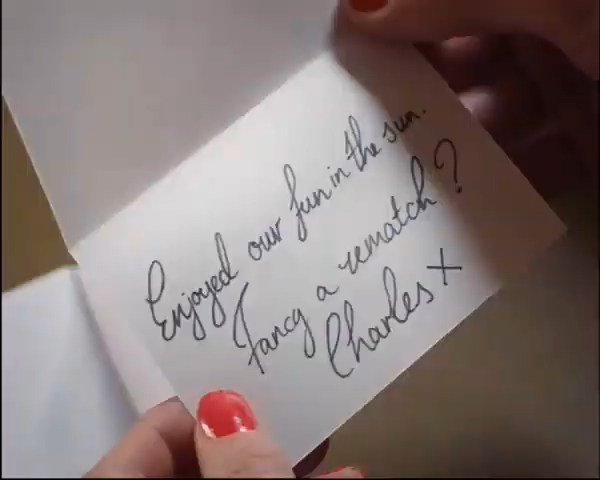 Enjoyed our fun in the sun.
Fancy a rematch?
Charles X